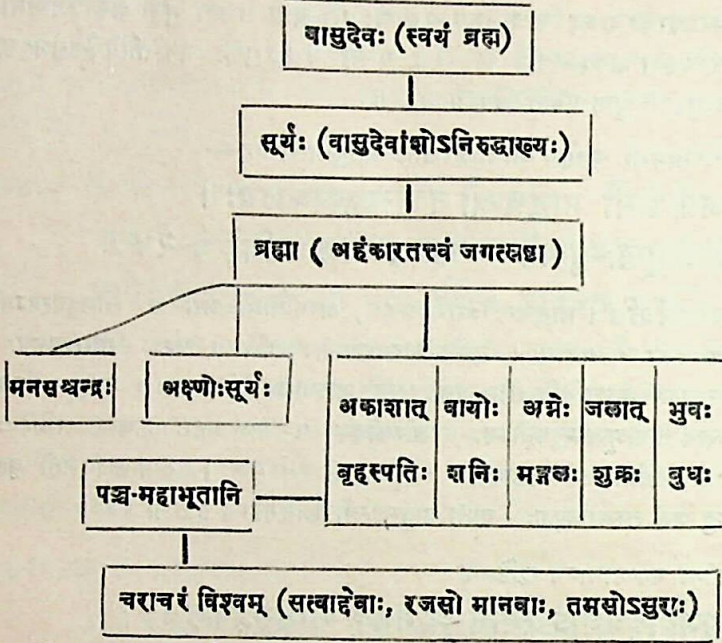 वासुदेवः (स्वयं ब्रह्म)
सूर्यः (वासुदेवांशोऽनिरुद्धाख्यः)
ब्रह्मा ( अहंकारतत्त्वं जगत्स्रष्टा )
मनसश्चन्द्रः
अक्ष्णोःसूर्यः
अकाशात् वायोः अग्नेः जलात् भुवः
बृहस्पतिः शनिः मङ्गलः शुक्रः बुधः
पञ्च-महाभूतानि
चराचरं विश्वम् (सत्वाद्देवाः, रजसो मानवाः, तमसोऽसुराः)